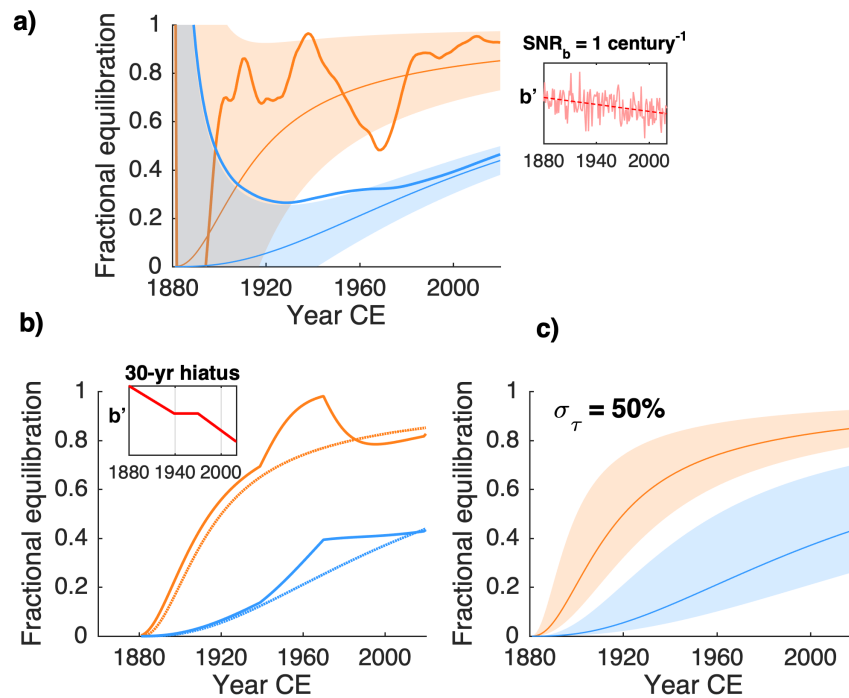 a)
Fractional equilibration
1
0.8
0.6
0.4
0.2
0
1880 1920 1960 2000
Year CE
SNR_b = 1 century⁻¹
b'
1880 1940 2000
b)
Fractional equilibration
1
0.8
0.6
0.4
0.2
0
1880 1920 1960 2000
Year CE
30-yr hiatus
b'
1880 1940 2000
c)
Fractional equilibration
1
0.8
0.6
0.4
0.2
0
1880 1920 1960 2000
Year CE
σ_τ = 50%